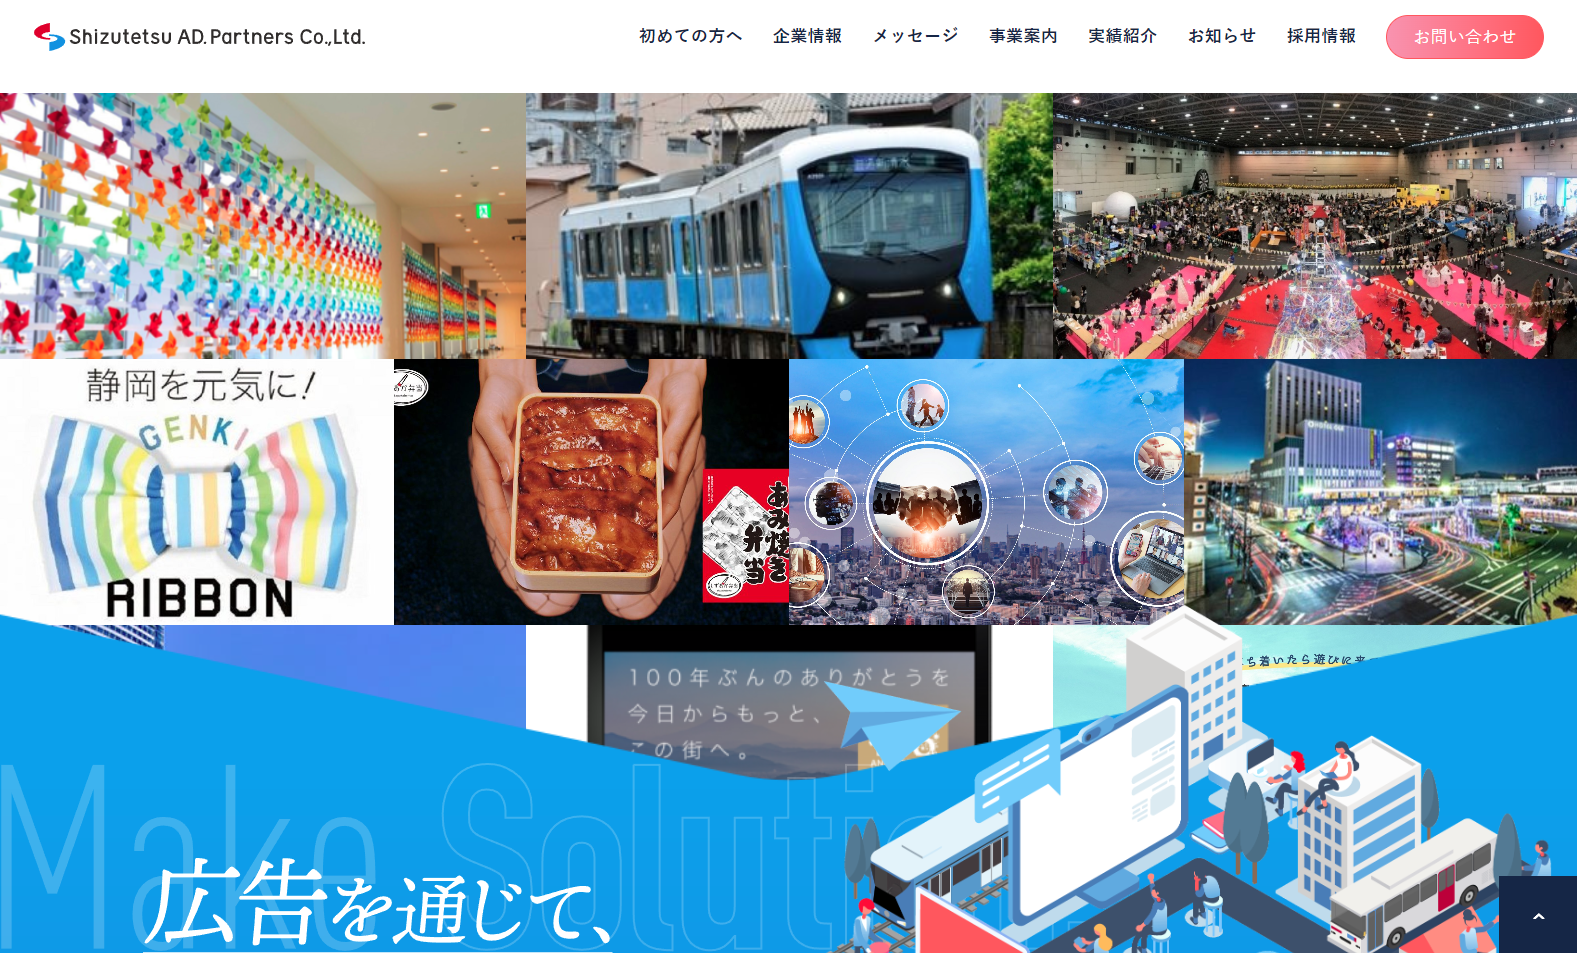 Shizutetsu AD. Partners Co.,Ltd.
初めての方へ
企業情報
メッセージ
事業案内
実績紹介
お知らせ
採用情報
お問い合わせ
静岡を元気に!
GENKI
RIBBON
あみ焼き
弁当
100年ぶんのありがとうを
今日からもっと、
この街へ。
ち着いたら遊びに来
Make Soluti
広告を通じて、